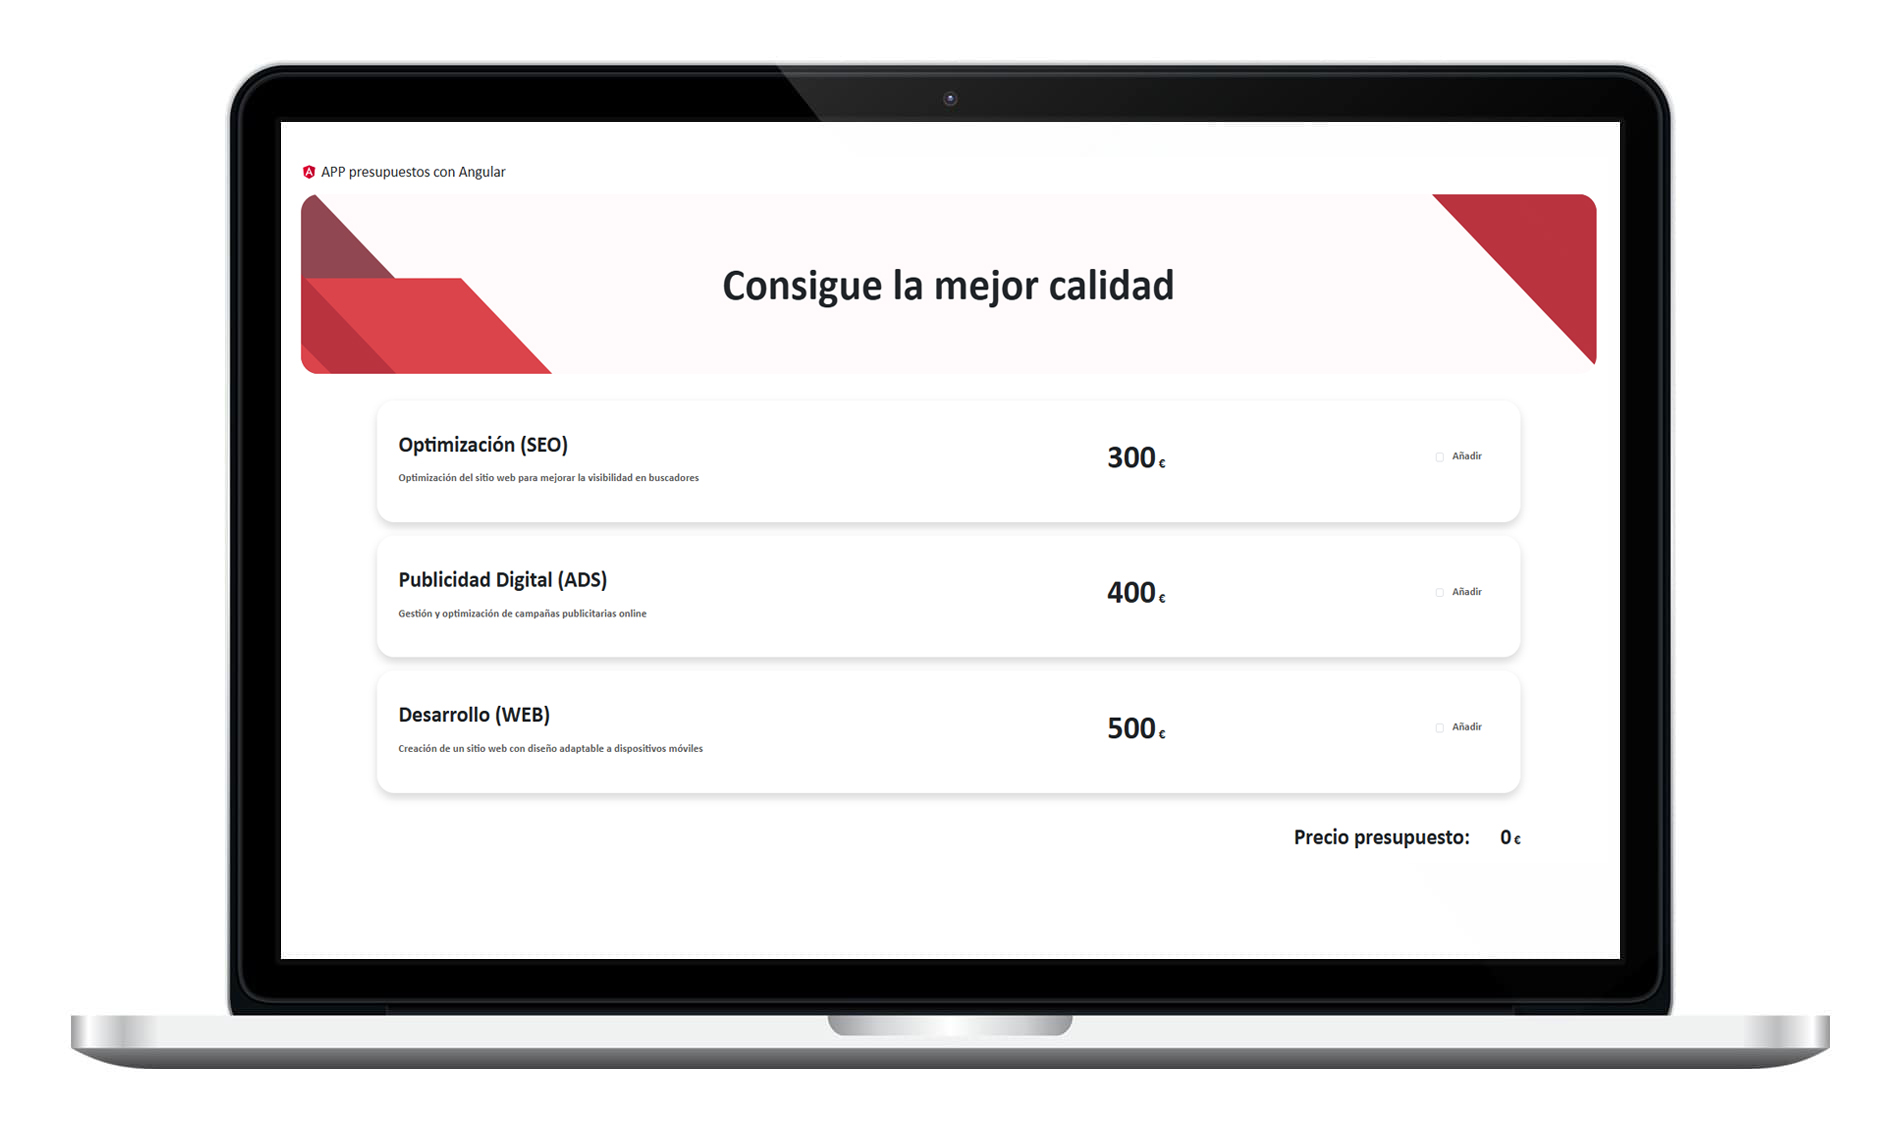 APP presupuestos con Angular
Consigue la mejor calidad
Optimización (SEO)
Optimización del sitio web para mejorar la visibilidad en buscadores
300 €
Añadir
Publicidad Digital (ADS)
Gestión y optimización de campañas publicitarias online
400 €
Añadir
Desarrollo (WEB)
Creación de un sitio web con diseño adaptable a dispositivos móviles
500 €
Añadir
Precio presupuesto: 0 €